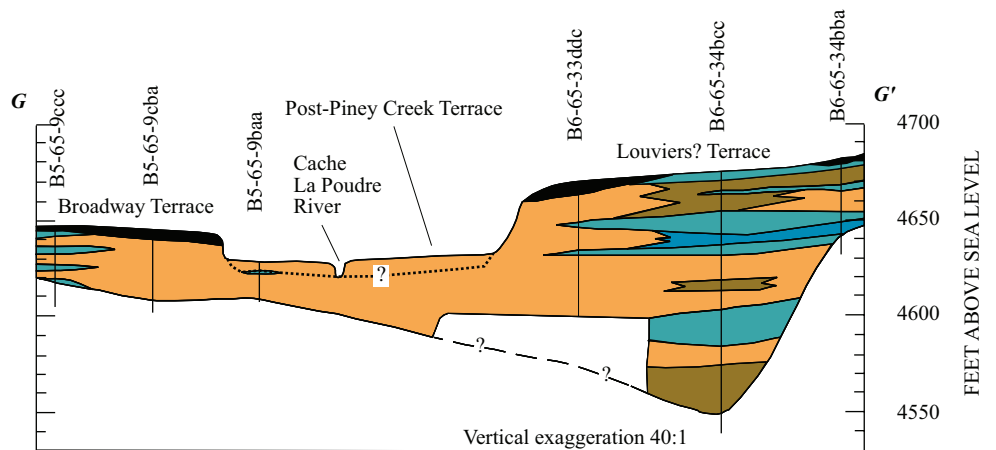 G
B5-65-9ccc
B5-65-9cba
B5-65-9baa
Broadway Terrace
Post-Piney Creek Terrace
Cache
La Poudre
River
B6-65-33ddc
B6-65-34bcc
B6-65-34bba
Louviers? Terrace
G'
4700
4650
4600
4550
FEET ABOVE SEA LEVEL
?
?
?
Vertical exaggeration 40:1